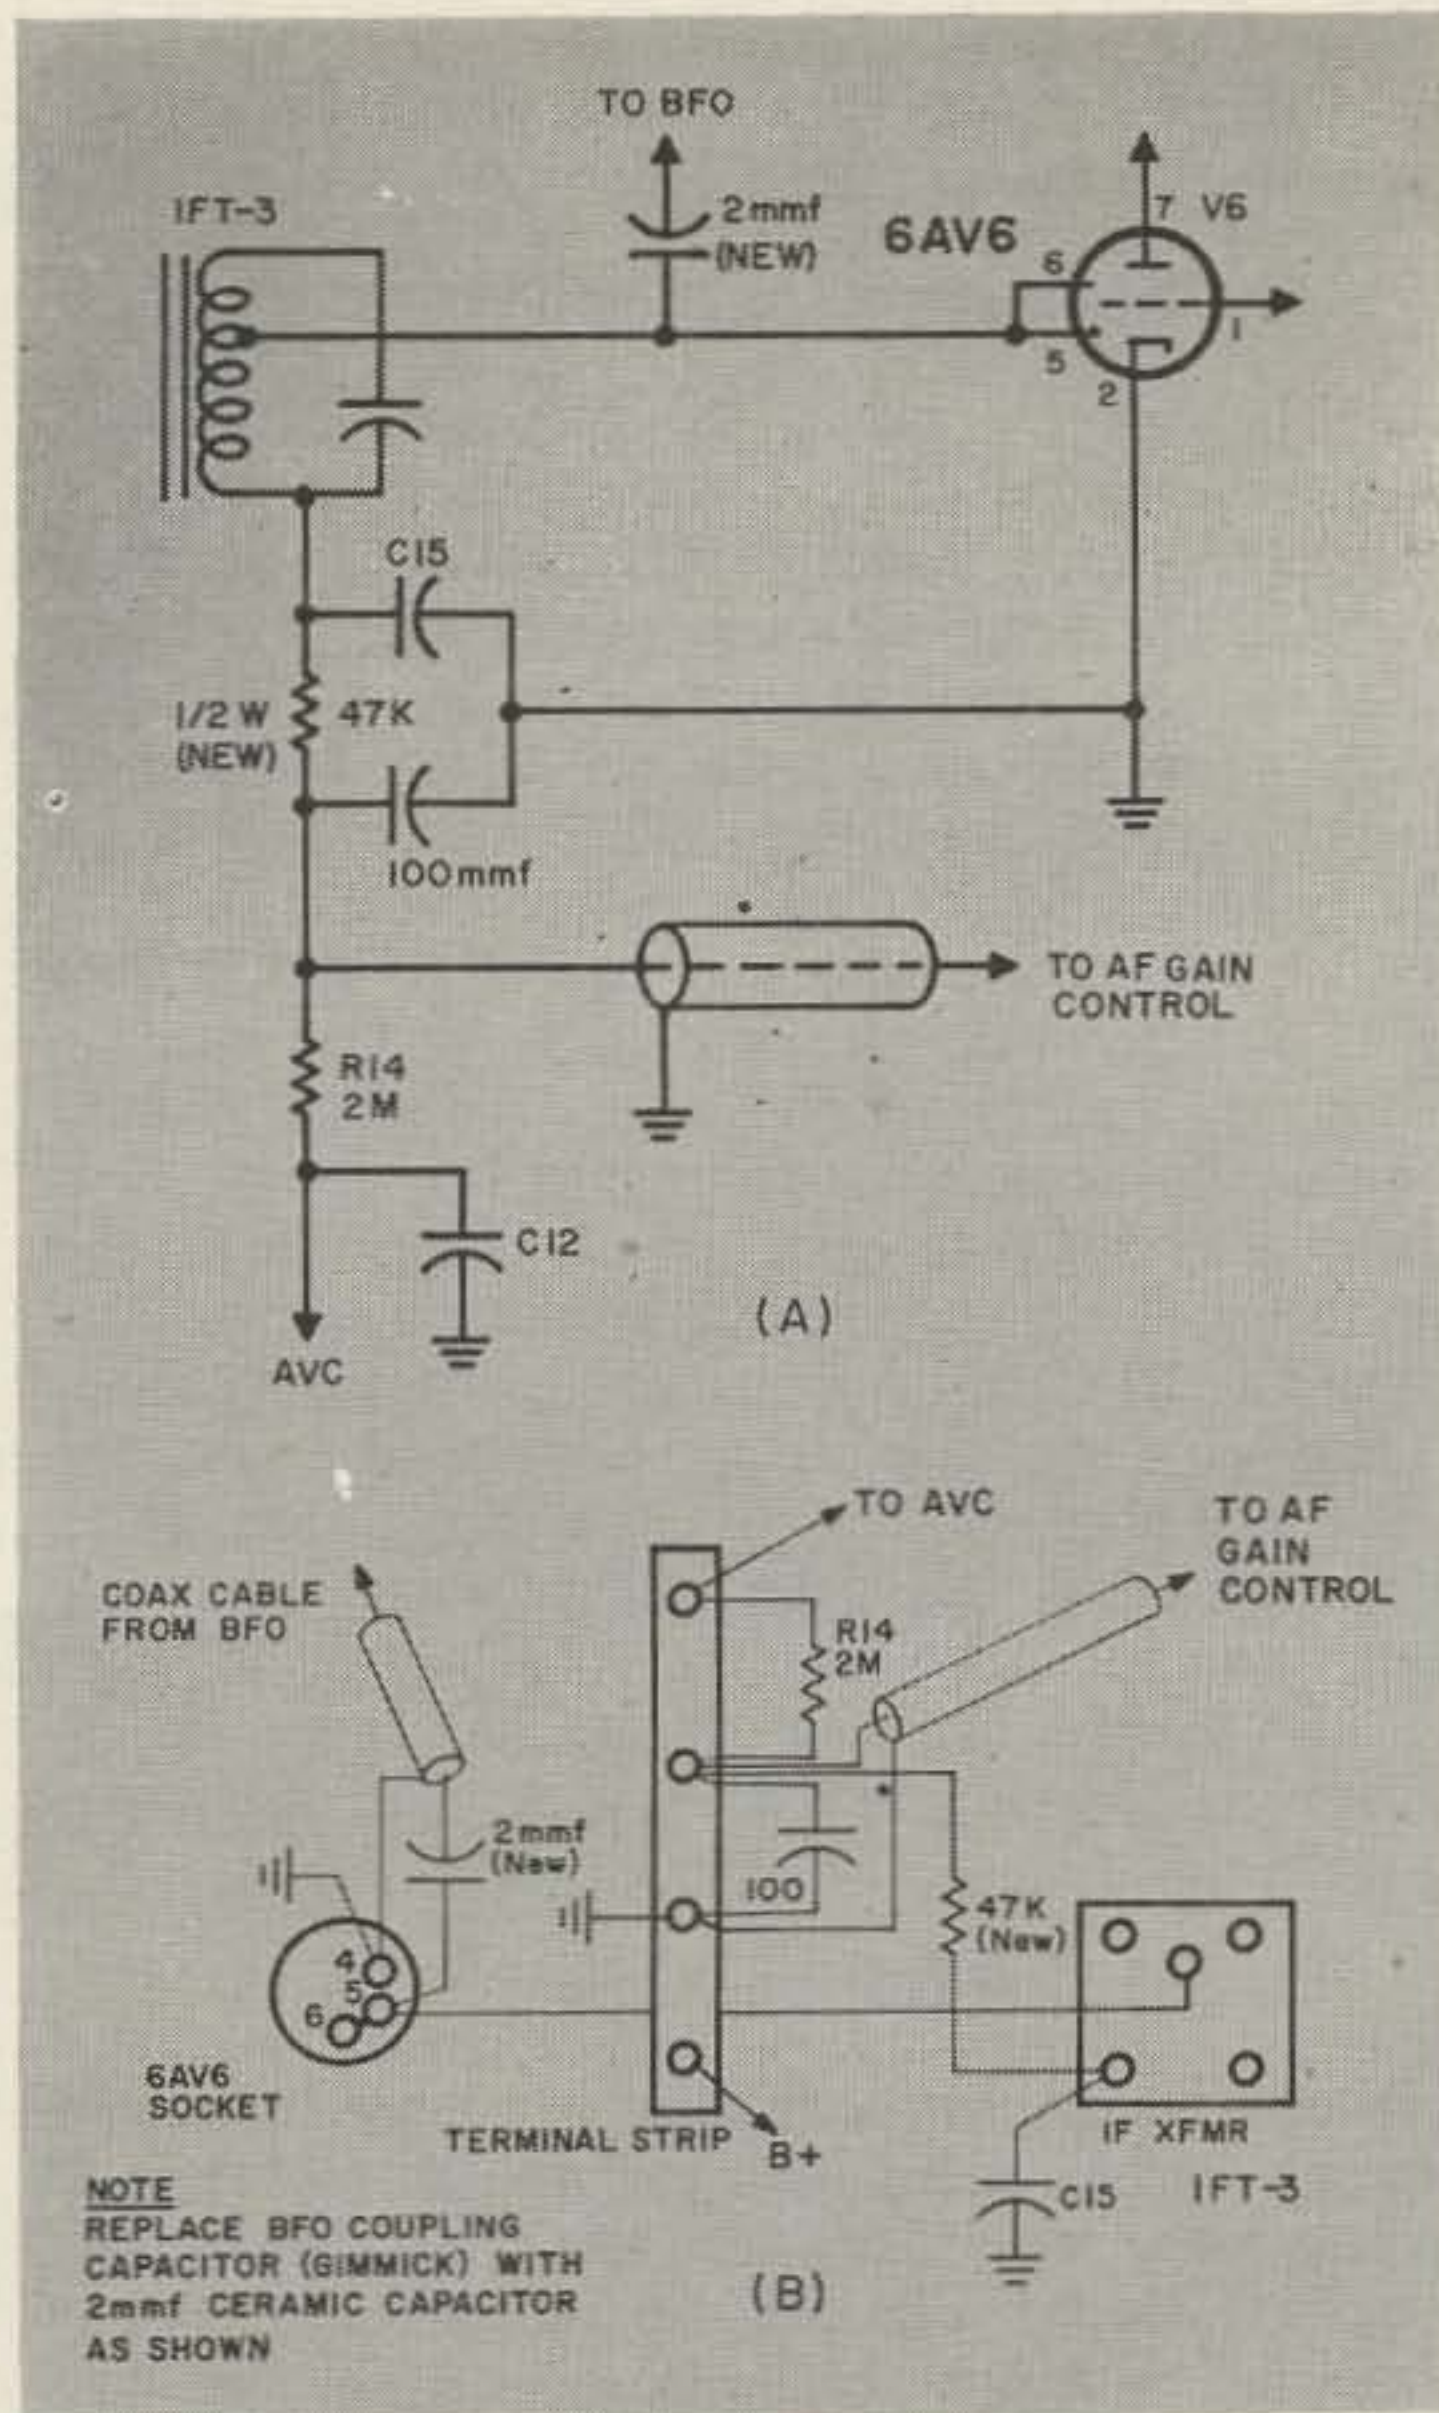 TO BFO
IFT-3
2mmf
(NEW)
6AV6
7 V6
6
5
1
2
C15
1/2 W
(NEW)
47K
100mmf
TO AF GAIN
CONTROL
R14
2M
C12
(A)
AVC
TO AVC
TO AF
GAIN
CONTROL
COAX CABLE
FROM BFO
R14
2M
2mmf
(New)
100
47K
(New)
4
5
6
6AV6
SOCKET
TERMINAL STRIP
B+
IF XFMR
IFT-3
C15
NOTE
REPLACE BFO COUPLING
CAPACITOR (GIMMICK) WITH
2mmf CERAMIC CAPACITOR
AS SHOWN
(B)